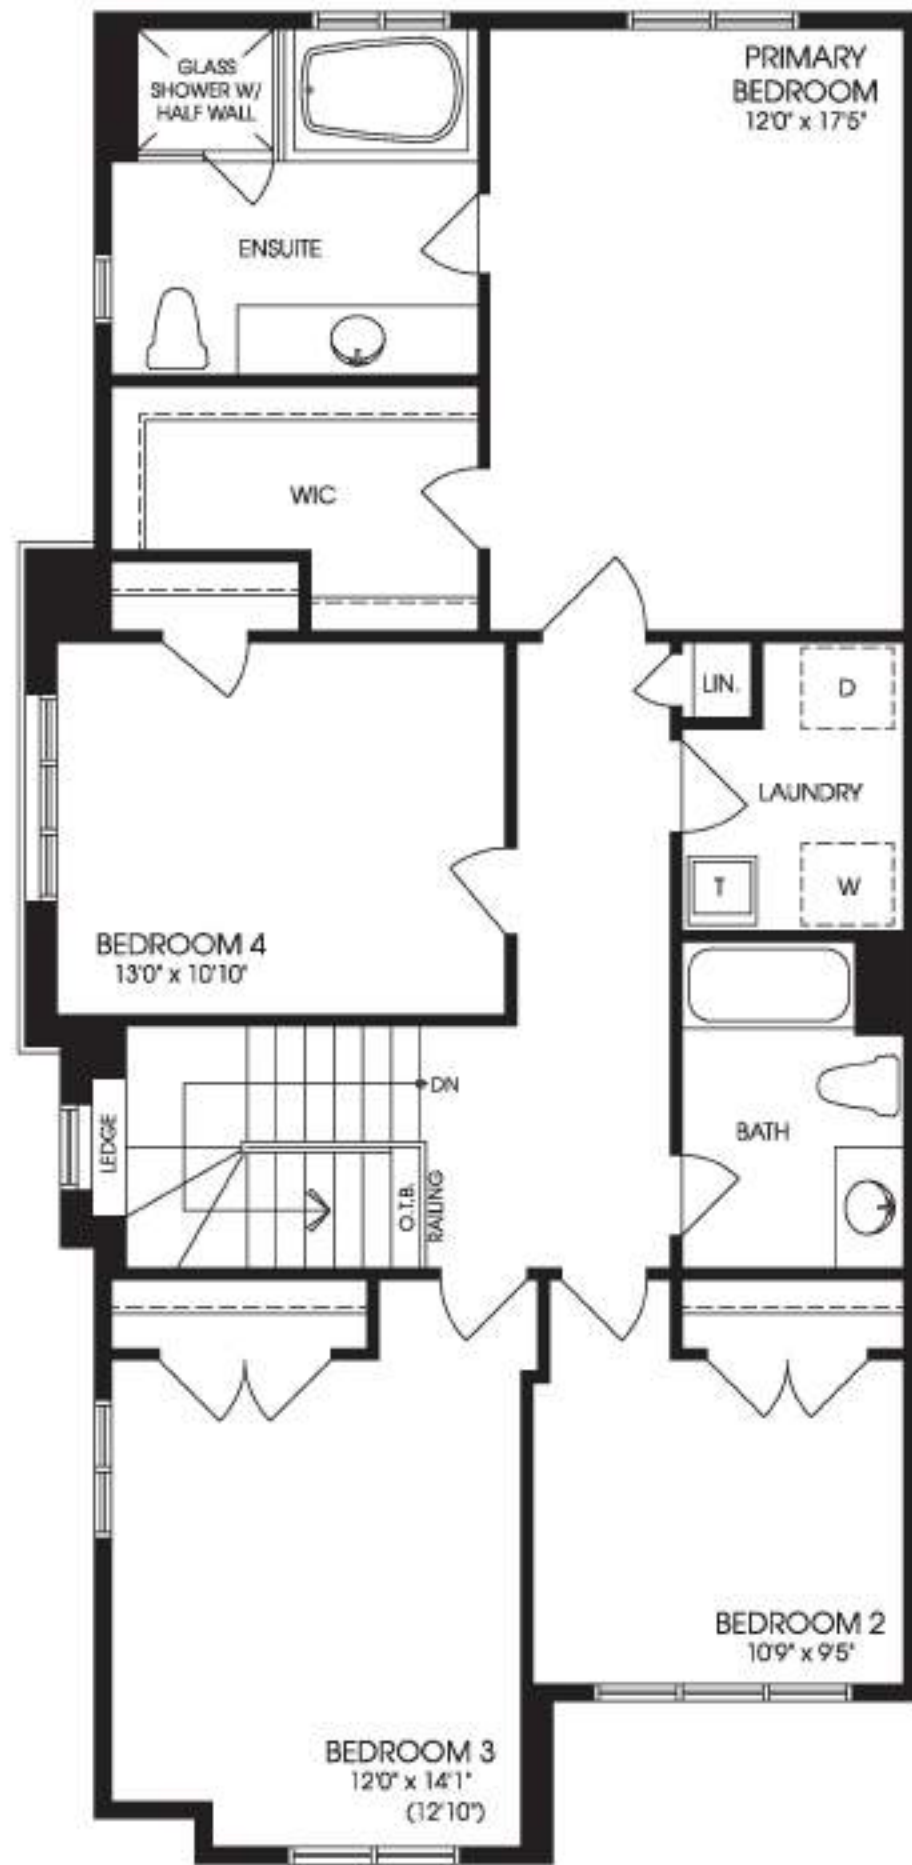 GLASS
SHOWER W/
HALF WALL
PRIMARY
BEDROOM
12'0" x 17'5"
ENSUITE
WIC
LIN.
D
LAUNDRY
T
W
BEDROOM 4
13'0" x 10'10"
DN
LEDGE
BATH
O.T.B.
RAILING
BEDROOM 2
10'9" x 9'5"
BEDROOM 3
12'0" x 14'1"
(12'10")